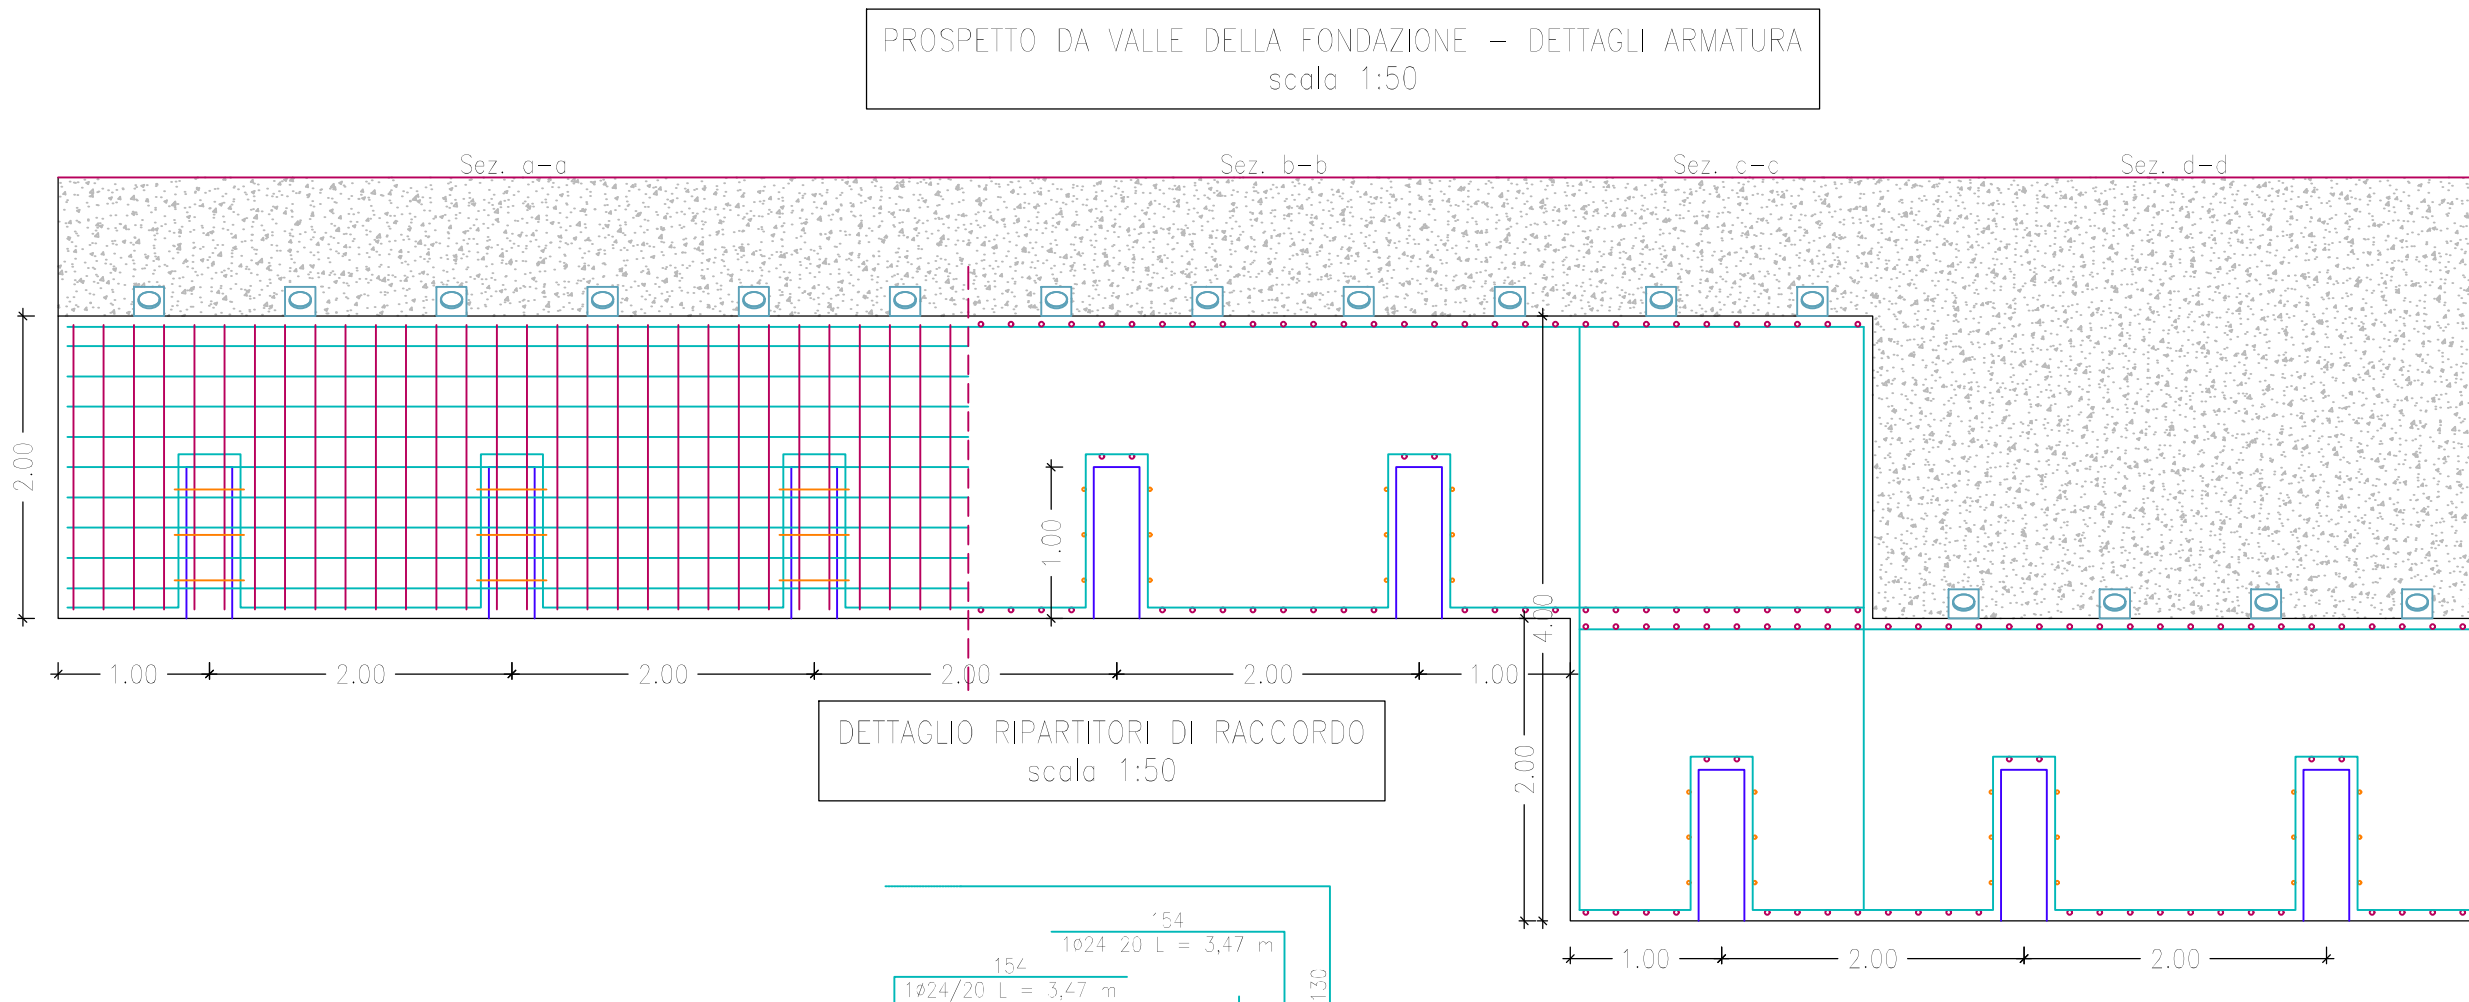 PROSPETTO DA VALLE DELLA FONDAZIONE – DETTAGLI ARMATURA
scala 1:50
Sez. a-a
Sez. b-b
Sez. c-c
Sez. d-d
2.00
1.00
4.00
1.00
2.00
2.00
2.00
2.00
1.00
DETTAGLIO RIPARTITORI DI RACCORDO
scala 1:50
2.00
154
1ø24 20 L = 3,47 m
154
1ø24/20 L = 3,47 m
130
1.00
2.00
2.00